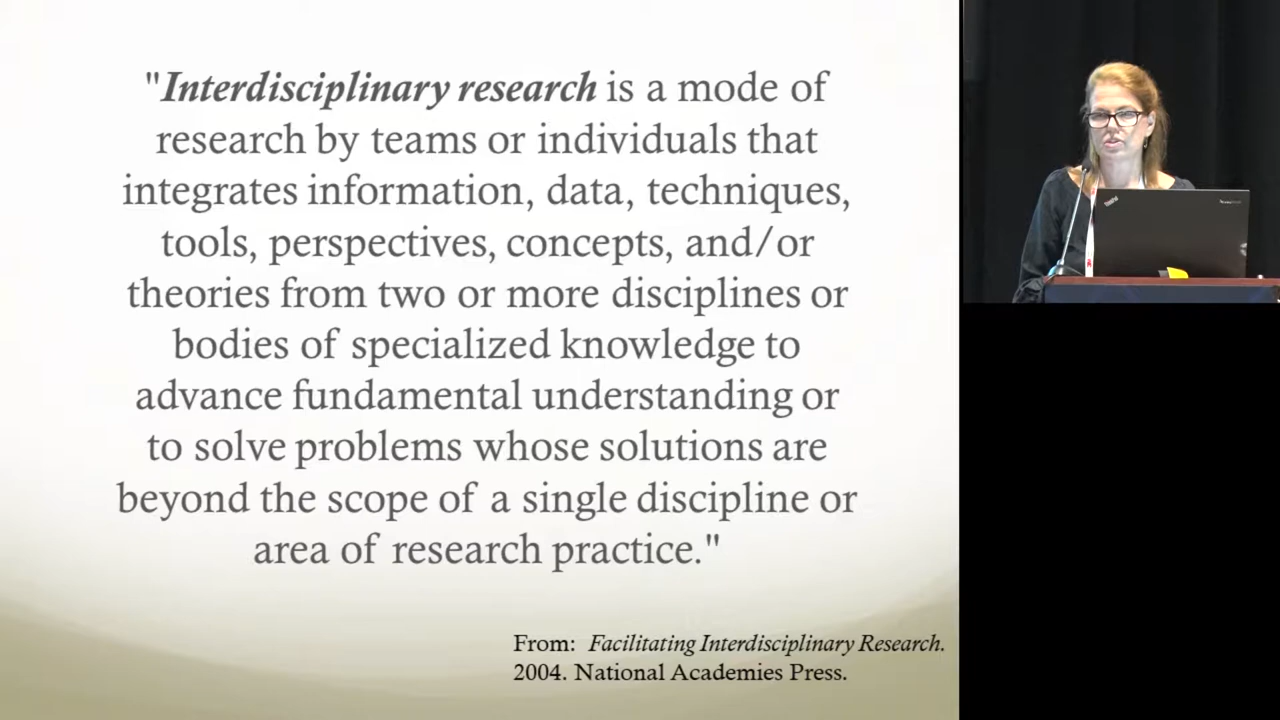 "Interdisciplinary research is a mode of
research by teams or individuals that
integrates information, data, techniques,
tools, perspectives, concepts, and/or
theories from two or more disciplines or
bodies of specialized knowledge to
advance fundamental understanding or
to solve problems whose solutions are
beyond the scope of a single discipline or
area of research practice."
From: Facilitating Interdisciplinary Research.
2004. National Academies Press.
ThinkPad